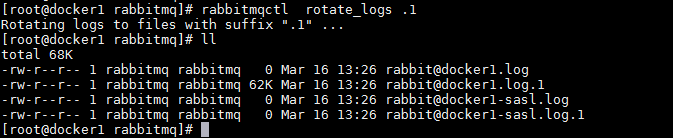 [root@docker1 rabbitmq]# rabbitmqctl  rotate_logs .1
Rotating logs to files with suffix ".1" ...
[root@docker1 rabbitmq]# ll
total 68K
-rw-r--r-- 1 rabbitmq rabbitmq   0 Mar 16 13:26 rabbit@docker1.log
-rw-r--r-- 1 rabbitmq rabbitmq 62K Mar 16 13:26 rabbit@docker1.log.1
-rw-r--r-- 1 rabbitmq rabbitmq   0 Mar 16 13:26 rabbit@docker1-sasl.log
-rw-r--r-- 1 rabbitmq rabbitmq   0 Mar 16 13:26 rabbit@docker1-sasl.log.1
[root@docker1 rabbitmq]#